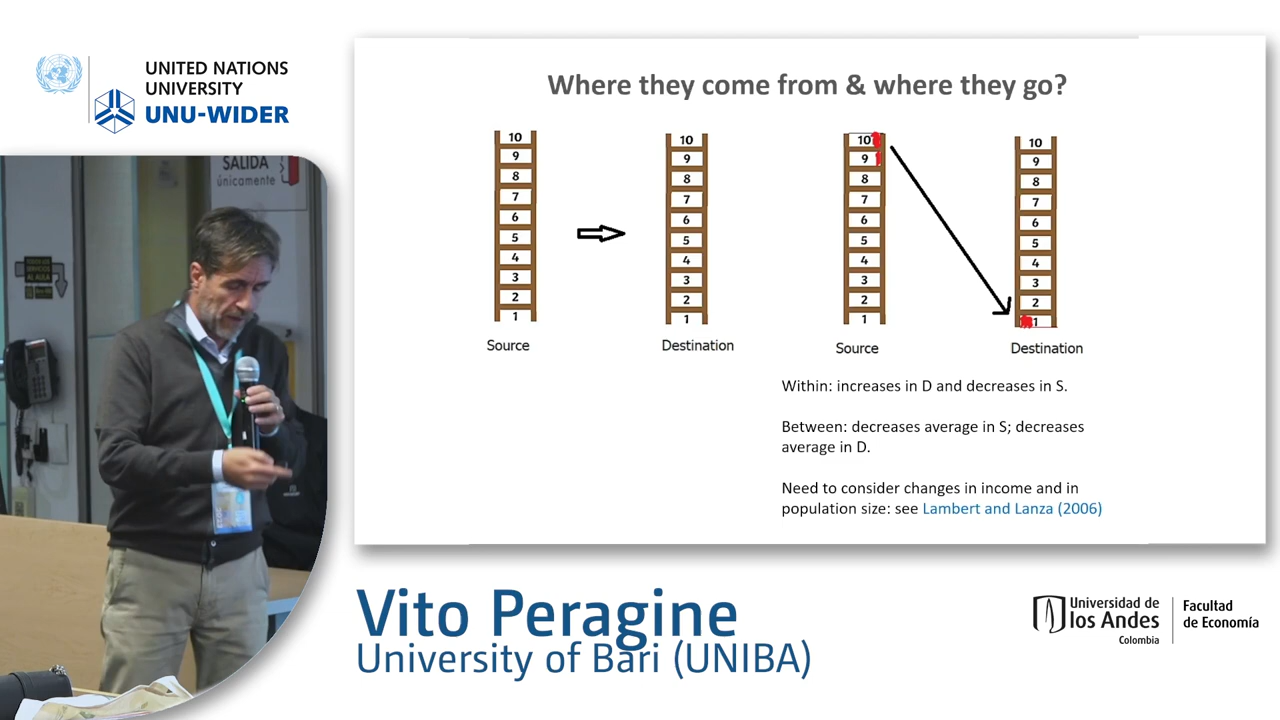 UNITED NATIONS
UNIVERSITY
UNU-WIDER
SALIDA
únicamente
Where they come from & where they go?
10
9
8
7
6
5
4
3
2
1
Source
10
9
8
7
6
5
4
3
2
1
Destination
10
9
8
7
6
5
4
3
2
1
Source
10
9
8
7
6
5
4
3
2
1
Destination
Within: increases in D and decreases in S.
Between: decreases average in S; decreases
average in D.
Need to consider changes in income and in
population size: see Lambert and Lanza (2006)
Vito Peragine
University of Bari (UNIBA)
Universidad de
los Andes
Colombia
Facultad
de Economía